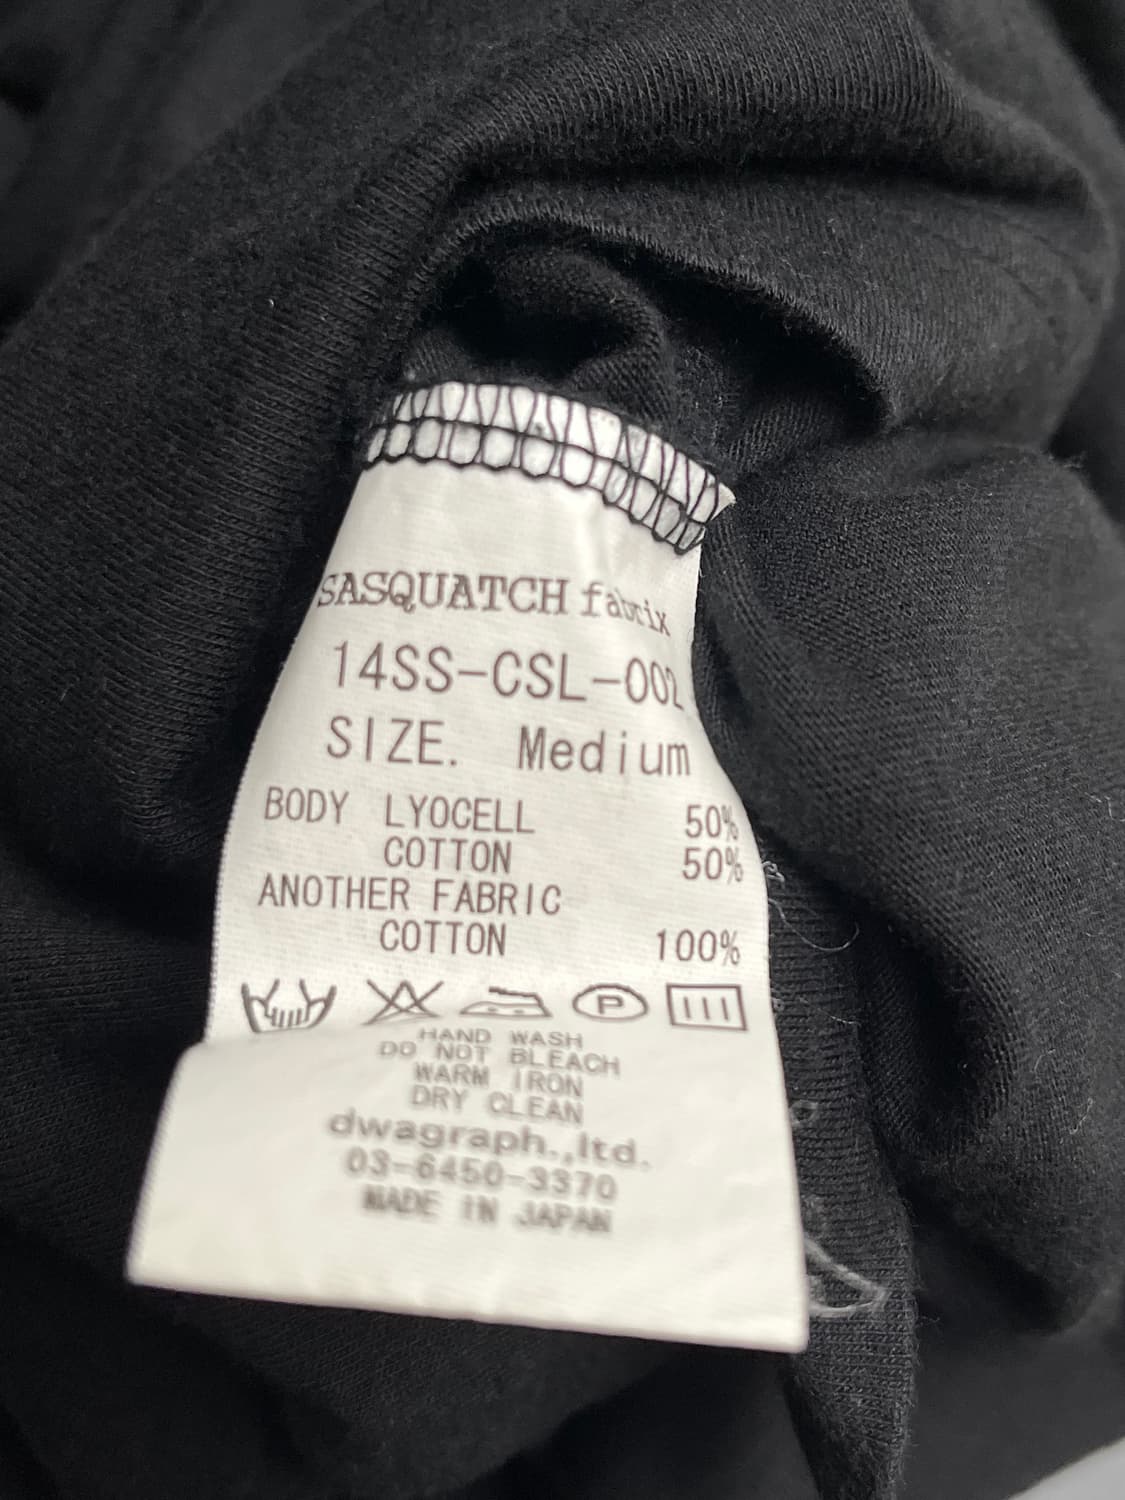 SASQUATCH fabrix
14SS-CSL-002
SIZE. Medium
BODY LYOCELL 50%
COTTON 50%
ANOTHER FABRIC
COTTON 100%
P
HAND WASH
DO NOT BLEACH
WARM IRON
DRY CLEAN
dwagraph.,ltd.
03-6450-3370
MADE IN JAPAN